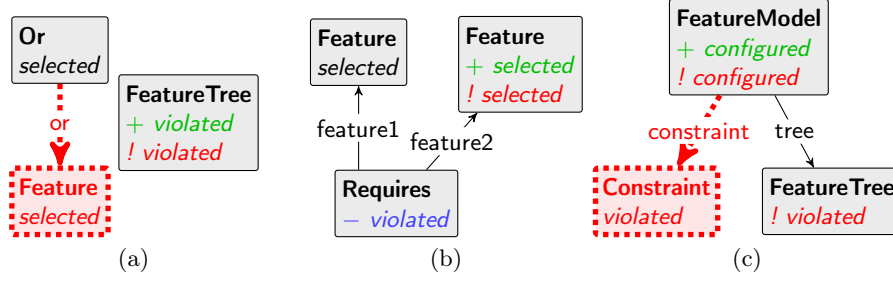 Or
selected
or
Feature
selected
FeatureTree
+ violated
! violated
(a)
Feature
selected
Feature
+ selected
! selected
feature1
feature2
Requires
− violated
(b)
FeatureModel
+ configured
! configured
constraint
tree
Constraint
violated
FeatureTree
! violated
(c)